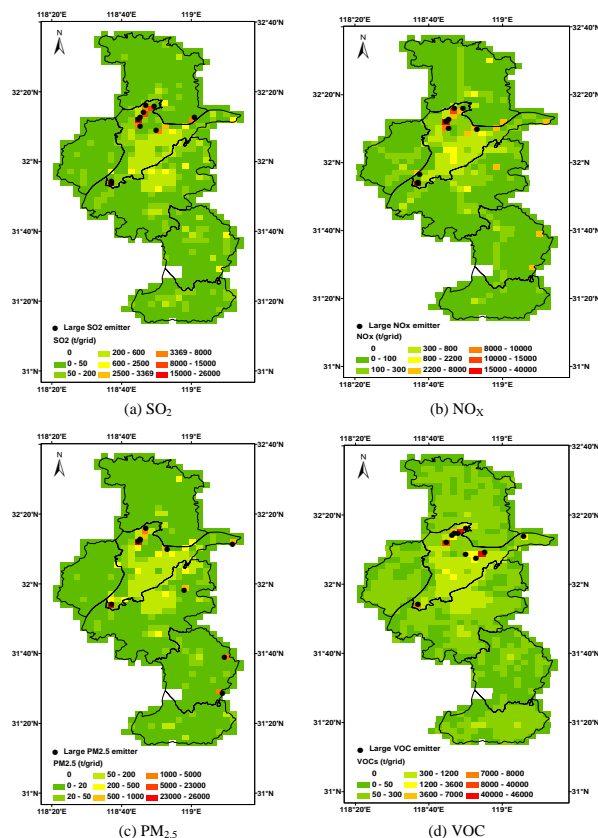 118°20'E 118°40'E 119°E
32°40'N 32°40'N
N
32°20'N 32°20'N
32°N 32°N
31°40'N 31°40'N
31°20'N 31°20'N
31°N 31°N
Large SO2 emitter
SO2 (t/grid)
0 200 - 600 3369 - 8000
0 - 50 600 - 2500 8000 - 15000
50 - 200 2500 - 3369 15000 - 26000
118°20'E 118°40'E 119°E
(a) SO₂
118°20'E 118°40'E 119°E
32°40'N 32°40'N
N
32°20'N 32°20'N
32°N 32°N
31°40'N 31°40'N
31°20'N 31°20'N
31°N 31°N
Large NOx emitter
NOx (t/grid)
0 300 - 800 8000 - 10000
0 - 100 800 - 2200 10000 - 15000
100 - 300 2200 - 8000 15000 - 40000
118°40'E 119°E
(b) NOX
118°20'E 118°40'E 119°E
32°40'N 32°40'N
N
32°20'N 32°20'N
32°N 32°N
31°40'N 31°40'N
31°20'N 31°20'N
31°N 31°N
Large PM2.5 emitter
PM2.5 (t/grid)
0 50 - 200 1000 - 5000
0 - 20 200 - 500 5000 - 23000
20 - 50 500 - 1000 23000 - 26000
118°20'E 118°40'E 119°E
(c) PM₂.₅
118°20'E 118°40'E 119°E
32°40'N 32°40'N
N
32°20'N 32°20'N
32°N 32°N
31°40'N 31°40'N
31°20'N 31°20'N
31°N 31°N
Large VOC emitter
VOCs (t/grid)
0 300 - 1200 7000 - 8000
0 - 50 1200 - 3600 8000 - 40000
50 - 300 3600 - 7000 40000 - 46000
118°40'E 119°E
(d) VOC